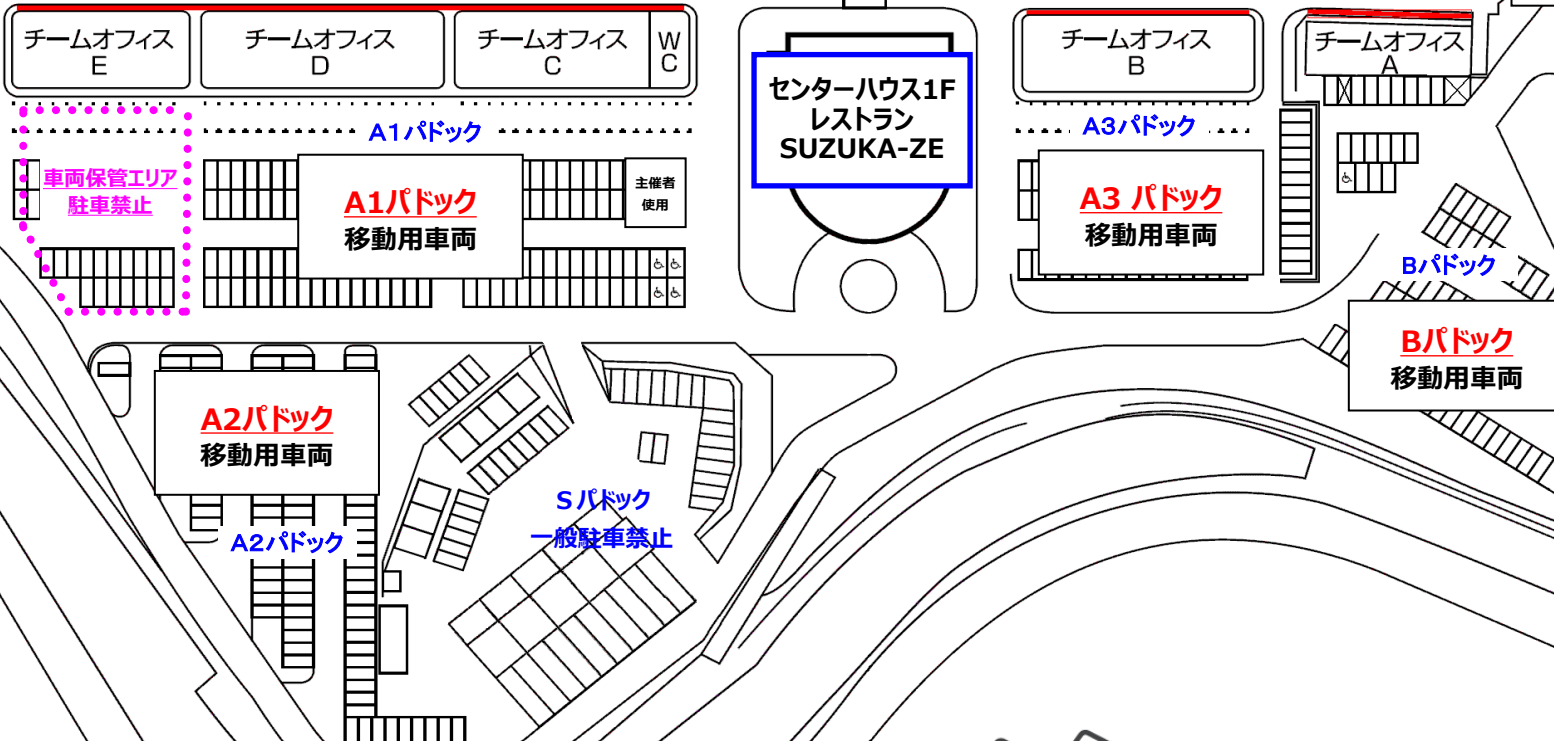 チームオフィス
E
チームオフィス
D
チームオフィス
C
W
C
チームオフィス
B
チームオフィス
A
センターハウス1F
レストラン
SUZUKA-ZE
A1パドック
A3パドック
車両保管エリア
駐車禁止
A1パドック
移動用車両
主催者
使用
A3 パドック
移動用車両
Bパドック
Bパドック
移動用車両
A2パドック
移動用車両
A2パドック
Sパドック
一般駐車禁止